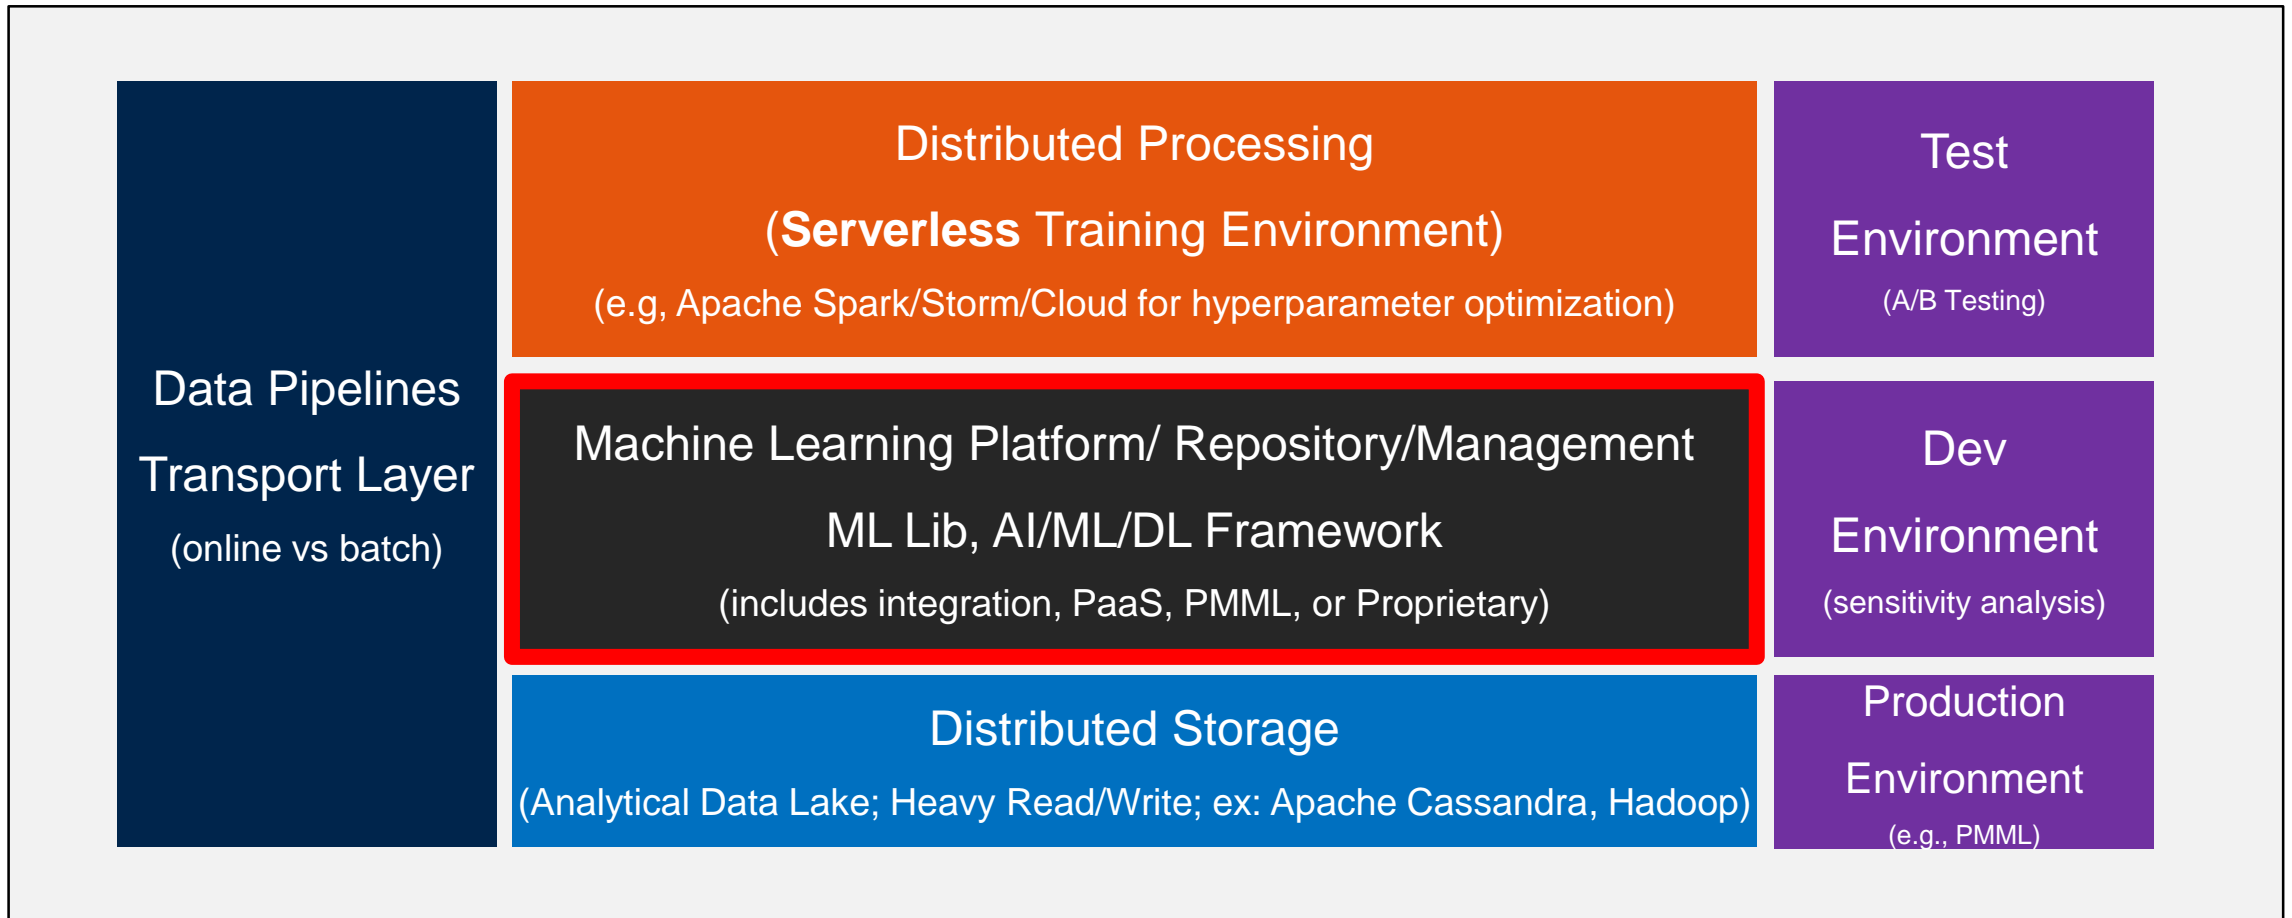 Data Pipelines
Transport Layer
(online vs batch)
Distributed Processing
(Serverless Training Environment)
(e.g, Apache Spark/Storm/Cloud for hyperparameter optimization)
Machine Learning Platform/ Repository/Management
ML Lib, AI/ML/DL Framework
(includes integration, PaaS, PMML, or Proprietary)
Distributed Storage
(Analytical Data Lake; Heavy Read/Write; ex: Apache Cassandra, Hadoop)
Test
Environment
(A/B Testing)
Dev
Environment
(sensitivity analysis)
Production
Environment
(e.g., PMML)